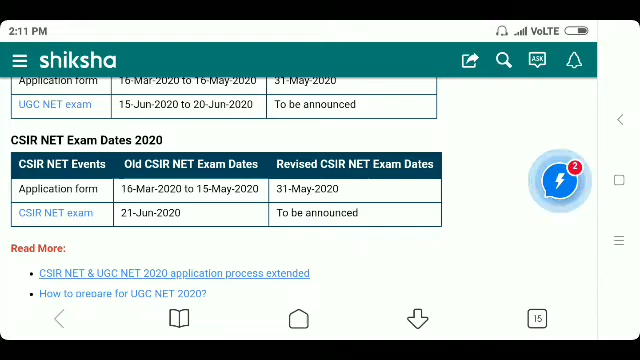 2:11 PM VoLTE
shiksha ASK
Application form 16-Mar-2020 to 16-May-2020 31-May-2020
UGC NET exam 15-Jun-2020 to 20-Jun-2020 To be announced
CSIR NET Exam Dates 2020
CSIR NET Events Old CSIR NET Exam Dates Revised CSIR NET Exam Dates
2
Application form 16-Mar-2020 to 15-May-2020 31-May-2020
CSIR NET exam 21-Jun-2020 To be announced
Read More:
• CSIR NET & UGC NET 2020 application process extended
• How to prepare for UGC NET 2020?
15